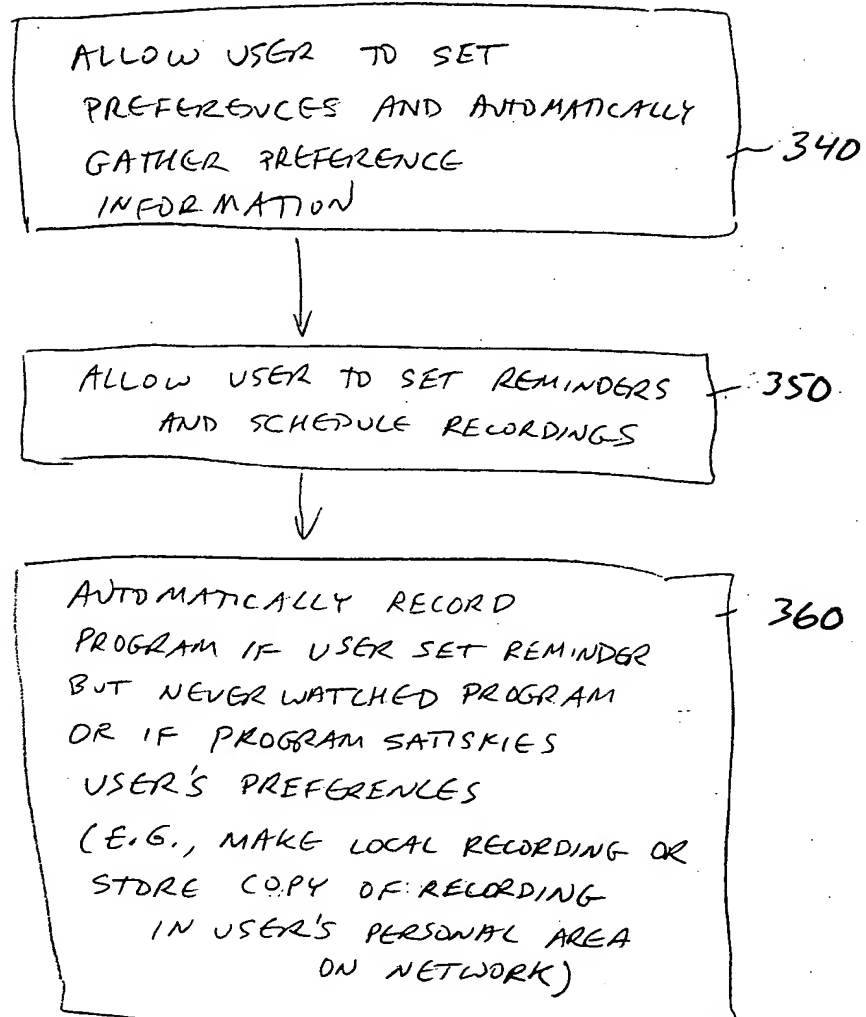 ALLOW USER TO SET
PREFERENCES AND AUTOMATICALLY
GATHER PREFERENCE
INFORMATION
340
ALLOW USER TO SET REMINDERS
AND SCHEDULE RECORDINGS
350
AUTOMATICALLY RECORD
PROGRAM IF USER SET REMINDER
BUT NEVER WATCHED PROGRAM
OR IF PROGRAM SATISKIES
USER'S PREFERENCES
(E.G., MAKE LOCAL RECORDING OR
STORE COPY OF RECORDING
IN USER'S PERSONAL AREA
ON NETWORK)
360